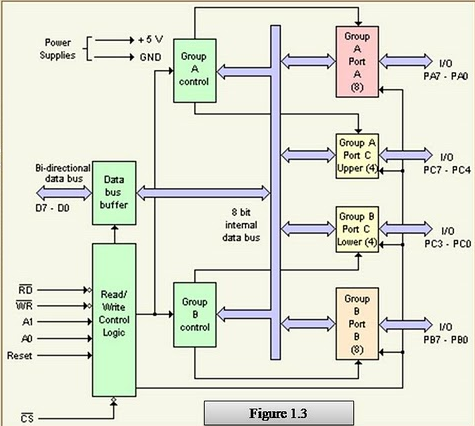 Power
Supplies
+ 5 V
GND
Group
A
control
Group
A
Port
A
(8)
I/O
PA7 - PA0
Bi-directional
data bus
D7 - D0
Data
bus
buffer
8 bit
internal
data bus
Group A
Port C
Upper (4)
I/O
PC7 - PC4
Group B
Port C
Lower (4)
I/O
PC3 - PC0
RD
WR
A1
A0
Reset
CS
Read/
Write
Control
Logic
Group
B
control
Group
B
Port
B
(8)
I/O
PB7 - PB0
Figure 1.3